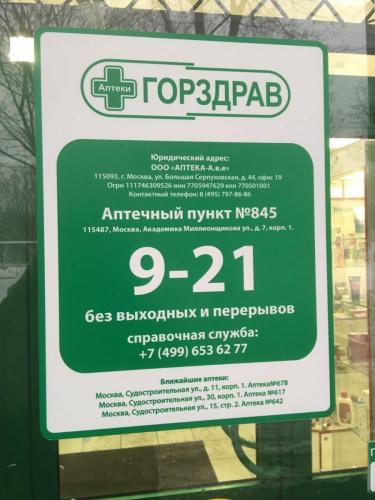 Аптеки ГОРЗДРАВ
Юридический адрес:
ООО «АПТЕКА-А.в.е»
115093, г. Москва, ул. Большая Серпуховская, д. 44, офис 19
Огрн 1117746309526 инн 7705947629 кпп 770501001
Контактный телефон: 8 (495) 797-86-86
Аптечный пункт №845
115487, Москва, Академика Миллионщикова ул., д. 7, корп. 1.
9-21
без выходных и перерывов
справочная служба:
+7 (499) 653 62 77
Ближайшие аптеки:
Москва, Судостроительная ул., д. 11, корп. 1. Аптека№678
Москва, Судостроительная ул., 30, корп. 1. Аптека №617
Москва, Судостроительная ул., 15, стр. 2. Аптека №642